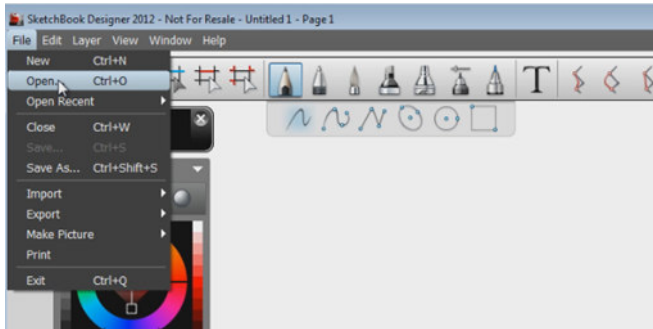 SketchBook Designer 2012 - Not For Resale - Untitled 1 - Page 1
File Edit Layer View Window Help
New Ctrl+N
Open... Ctrl+O
Open Recent
Close Ctrl+W
Save... Ctrl+S
Save As... Ctrl+Shift+S
Import
Export
Make Picture
Print
Exit Ctrl+Q
T